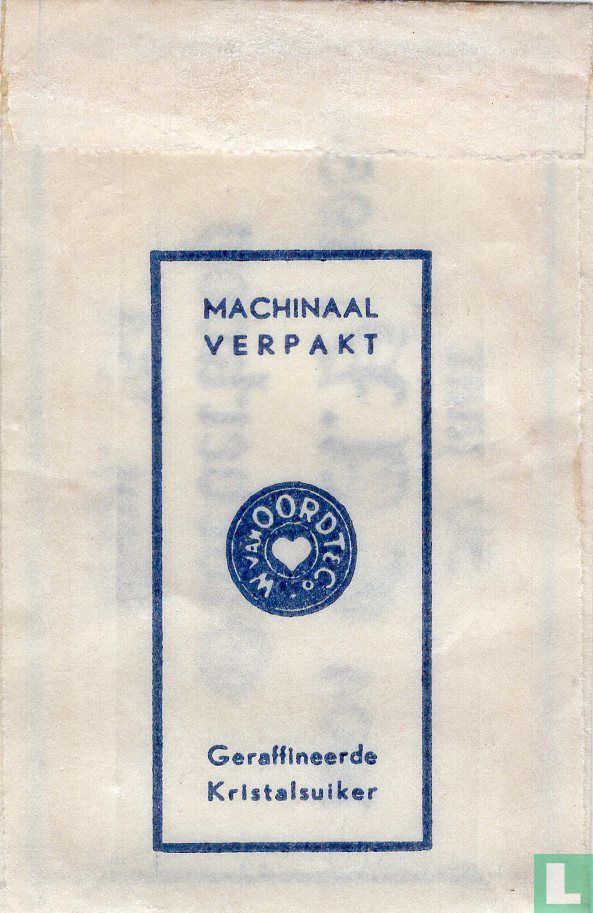 MACHINAAL
VERPAKT
W. VAN OORDT & Co.
Geraffineerde
Kristalsuiker
L